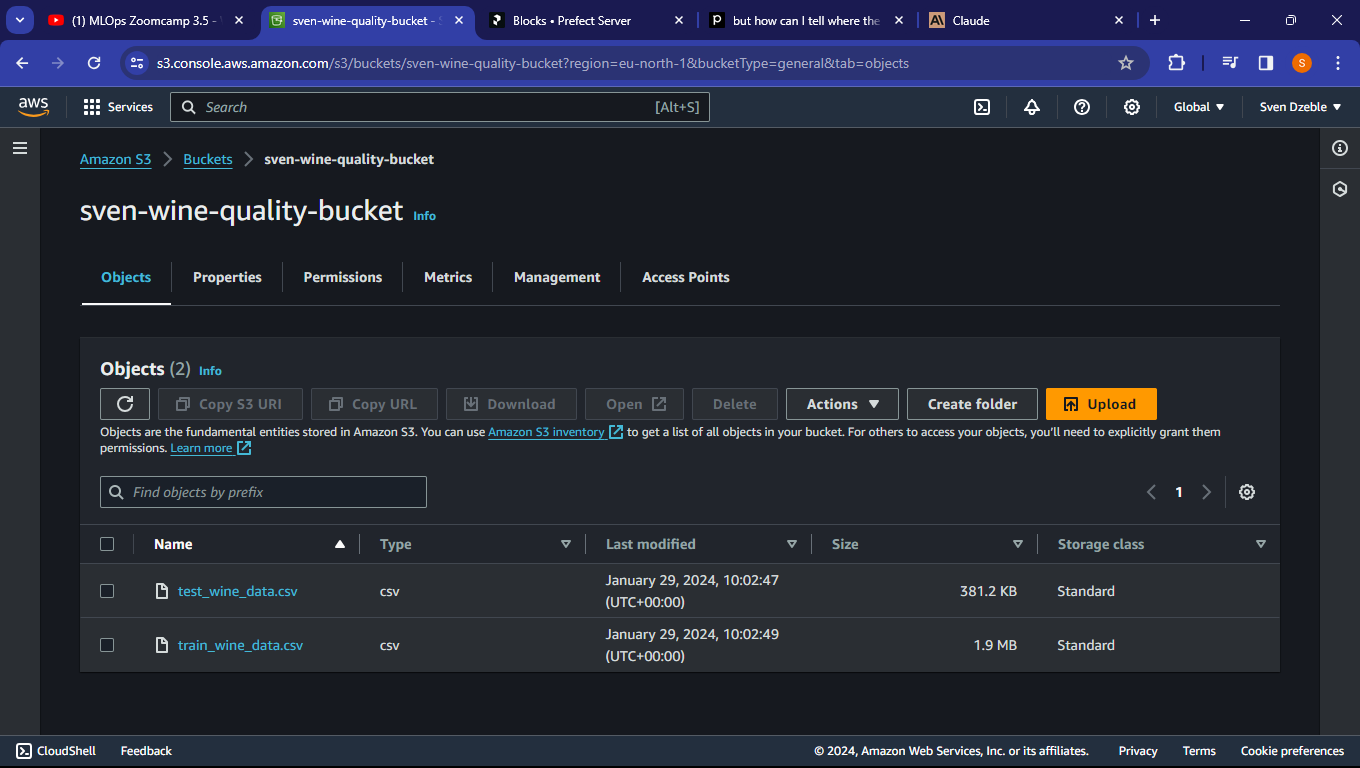 (1) MLOps Zoomcamp 3.5 -
sven-wine-quality-bucket -
Blocks • Prefect Server
but how can I tell where the
Claude
s3.console.aws.amazon.com/s3/buckets/sven-wine-quality-bucket?region=eu-north-1&bucketType=general&tab=objects
S
aws
Services
Search
[Alt+S]
Global
Sven Dzeble
Amazon S3
Buckets
sven-wine-quality-bucket
sven-wine-quality-bucket Info
Objects
Properties
Permissions
Metrics
Management
Access Points
Objects (2) Info
Copy S3 URI
Copy URL
Download
Open
Delete
Actions
Create folder
Upload
Objects are the fundamental entities stored in Amazon S3. You can use Amazon S3 inventory to get a list of all objects in your bucket. For others to access your objects, you'll need to explicitly grant them
permissions. Learn more
Find objects by prefix
1
Name
Type
Last modified
Size
Storage class
test_wine_data.csv
csv
January 29, 2024, 10:02:47
(UTC+00:00)
381.2 KB
Standard
train_wine_data.csv
csv
January 29, 2024, 10:02:49
(UTC+00:00)
1.9 MB
Standard
CloudShell
Feedback
© 2024, Amazon Web Services, Inc. or its affiliates.
Privacy
Terms
Cookie preferences